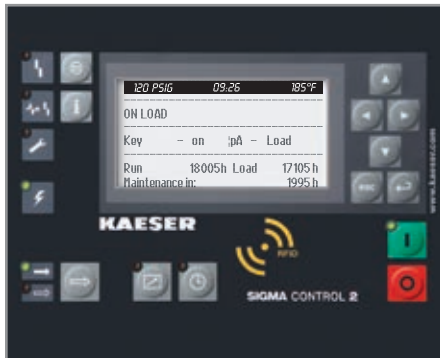 120 PSIG 09:26 185°F
ON LOAD
Key - on ¦pA - Load
Run 18005h Load 17105h
Maintenance in: 1995h
esc
www.kaeser.com
KAESER
RFID
I
SIGMA CONTROL 2
O